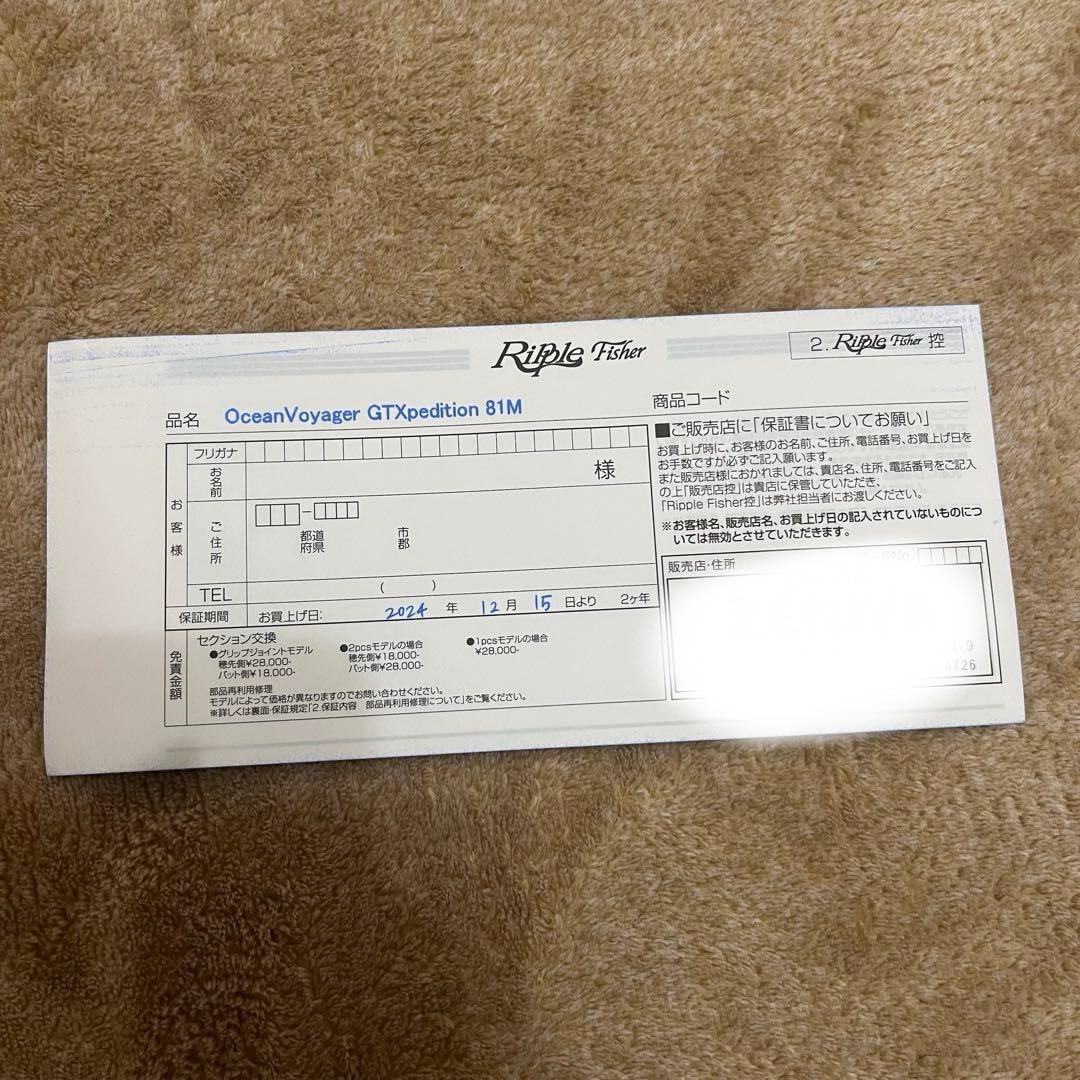 Ripple Fisher
2. Ripple Fisher 控
品名 OceanVoyager GTXpedition 81M
商品コード
フリガナ
お客様
お名前
様
ご住所
都道府県
市郡
TEL
( )
保証期間 お買上げ日: 2024 年 12 月 15 日より 2ヶ年
免責金額
セクション交換
●グリップジョイントモデル
穂先側¥28,000-
バット側¥18,000-
●2pcsモデルの場合
穂先側¥18,000-
バット側¥28,000-
●1pcsモデルの場合
¥28,000-
部品再利用修理
モデルによって価格が異なりますのでお問い合わせください。
※詳しくは裏面・保証規定「2.保証内容 部品再利用修理について」をご覧ください。
■ご販売店に「保証書についてお願い」
お買上げ時に、お客様のお名前、ご住所、電話番号、お買上げ日を
お手数ですが必ずご記入願います。
また販売店様におかれましては、貴店名、住所、電話番号をご記入
の上「販売店控」は貴店に保管していただき、
「Ripple Fisher控」は弊社担当者にお渡しください。
※お客様名、販売店名、お買上げ日の記入されていないものにつ
いては無効とさせていただきます。
販売店・住所
コードNo.
4726